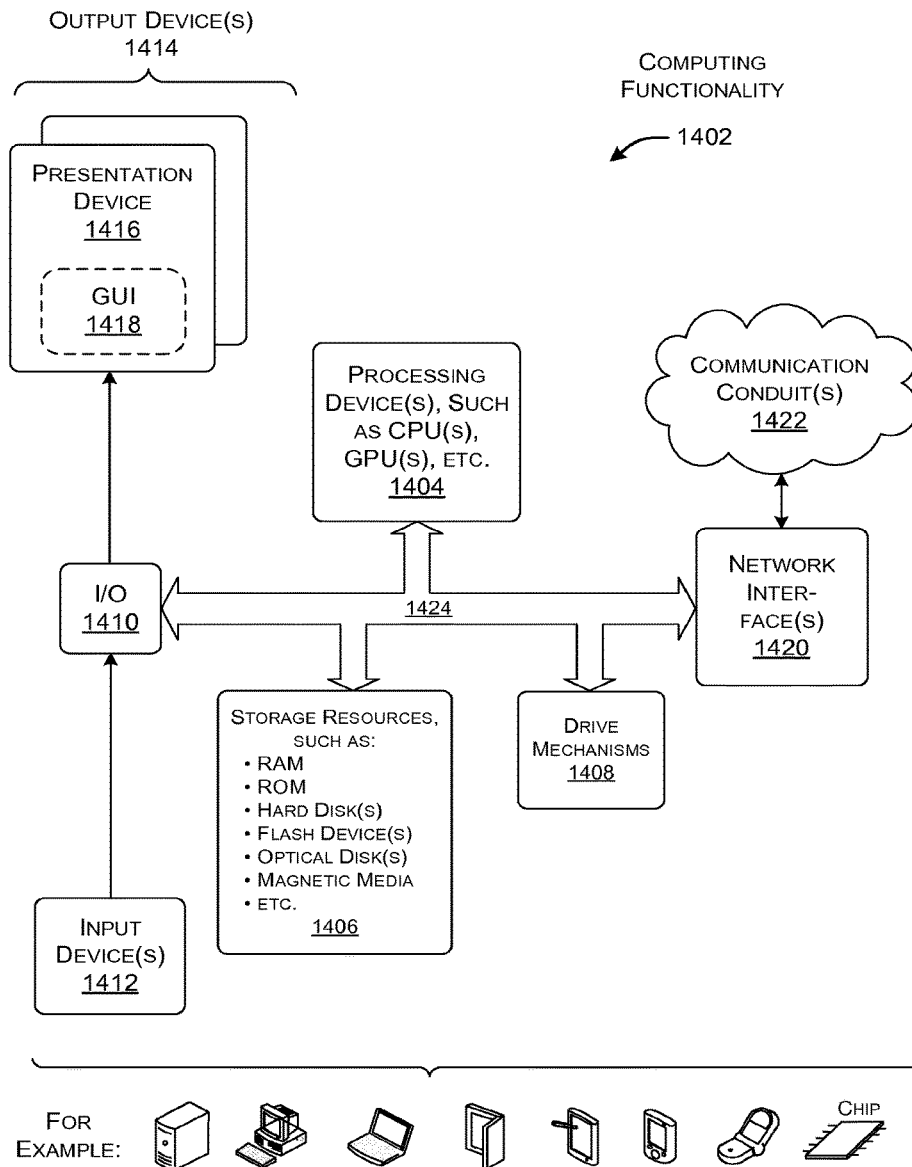 OUTPUT DEVICE(S)
1414
COMPUTING
FUNCTIONALITY
1402
PRESENTATION
DEVICE
1416
GUI
1418
PROCESSING
DEVICE(S), SUCH
AS CPU(S),
GPU(S), ETC.
1404
COMMUNICATION
CONDUIT(S)
1422
I/O
1410
1424
NETWORK
INTER-
FACE(S)
1420
STORAGE RESOURCES,
SUCH AS:
• RAM
• ROM
• HARD DISK(S)
• FLASH DEVICE(S)
• OPTICAL DISK(S)
• MAGNETIC MEDIA
• ETC.
1406
DRIVE
MECHANISMS
1408
INPUT
DEVICE(S)
1412
FOR
EXAMPLE:
CHIP